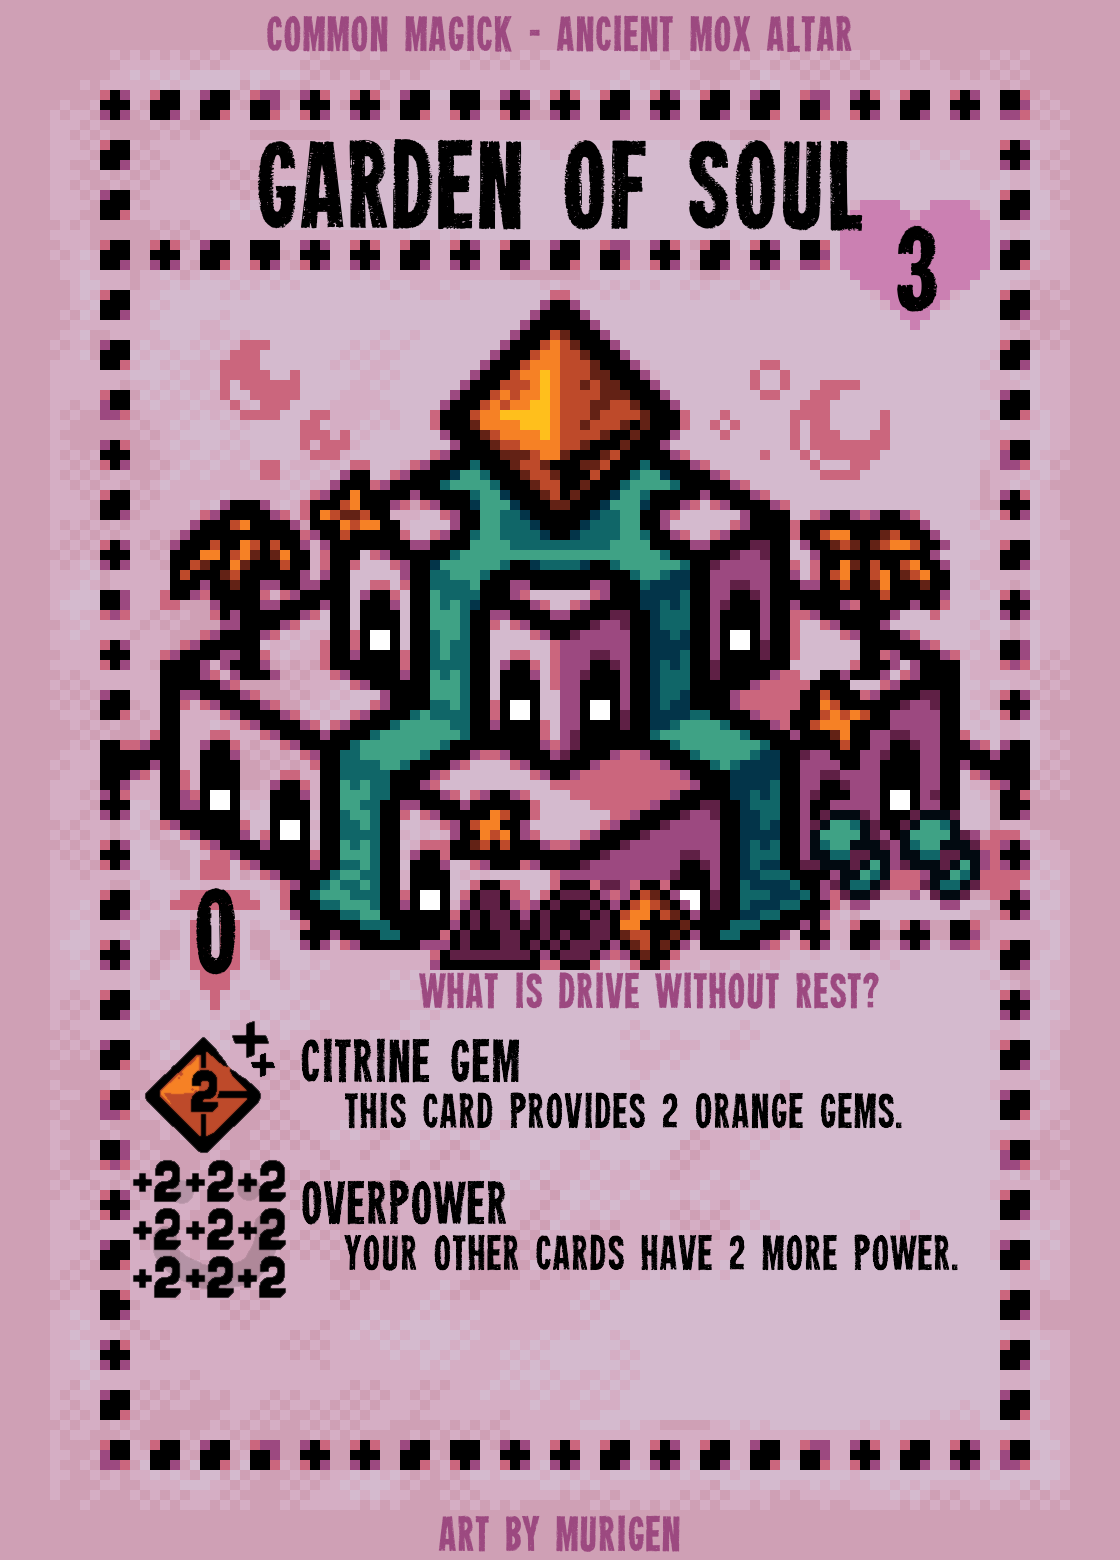 COMMON MAGICK - ANCIENT MOX ALTAR
GARDEN OF SOUL
3
0
WHAT IS DRIVE WITHOUT REST?
2
++
CITRINE GEM
THIS CARD PROVIDES 2 ORANGE GEMS.
+2+2+2
+2+2+2
+2+2+2
OVERPOWER
YOUR OTHER CARDS HAVE 2 MORE POWER.
ART BY MURIGEN